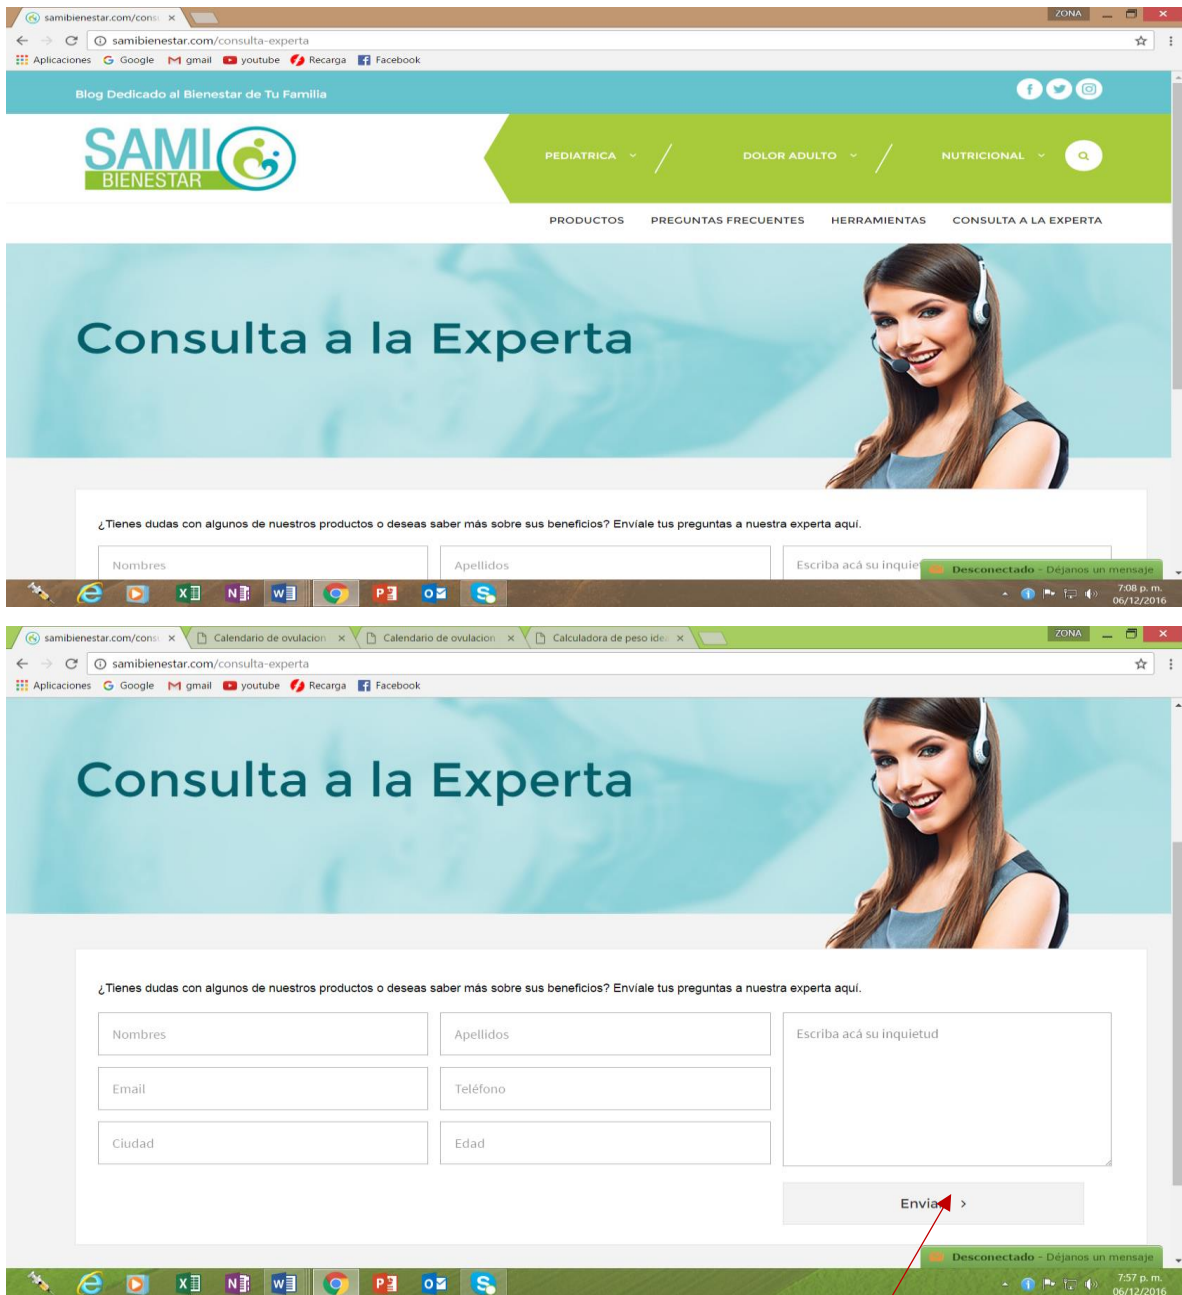 samibienestar.com/cons
ZONA
samibienestar.com/consulta-experta
Aplicaciones Google gmail youtube Recarga Facebook
Blog Dedicado al Bienestar de Tu Familia
SAMI
BIENESTAR
PEDIATRICA DOLOR ADULTO NUTRICIONAL
PRODUCTOS PREGUNTAS FRECUENTES HERRAMIENTAS CONSULTA A LA EXPERTA
Consulta a la Experta
¿Tienes dudas con algunos de nuestros productos o deseas saber más sobre sus beneficios? Envíale tus preguntas a nuestra experta aquí.
Nombres Apellidos Escriba acá su inquie
Desconectado - Déjanos un mensaje
7:08 p. m.
06/12/2016
samibienestar.com/cons Calendario de ovulacion Calendario de ovulacion Calculadora de peso idea
ZONA
samibienestar.com/consulta-experta
Aplicaciones Google gmail youtube Recarga Facebook
Consulta a la Experta
¿Tienes dudas con algunos de nuestros productos o deseas saber más sobre sus beneficios? Envíale tus preguntas a nuestra experta aquí.
Nombres Apellidos Escriba acá su inquietud
Email Teléfono
Ciudad Edad
Envia >
Desconectado - Déjanos un mensaje
7:57 p. m.
06/12/2016